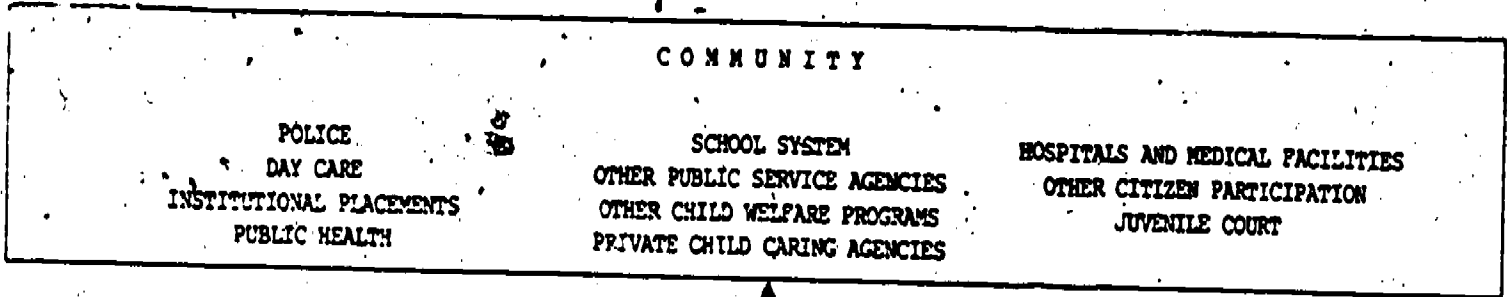 COMMUNITY
POLICE
DAY CARE
INSTITUTIONAL PLACEMENTS
PUBLIC HEALTH
SCHOOL SYSTEM
OTHER PUBLIC SERVICE AGENCIES
OTHER CHILD WELFARE PROGRAMS
PRIVATE CHILD CARING AGENCIES
HOSPITALS AND MEDICAL FACILITIES
OTHER CITIZEN PARTICIPATION
JUVENILE COURT